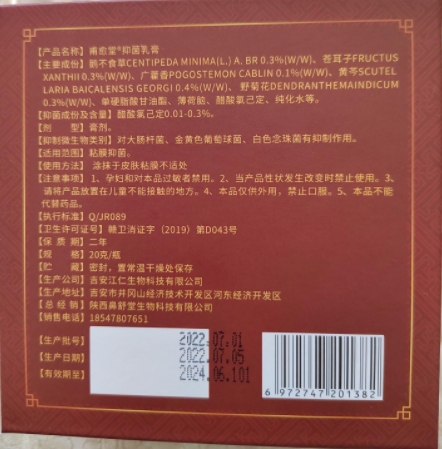 【产品名称】甫愈堂®抑菌乳膏
【主要成份】鹅不食草CENTIPEDA MINIMA(L.) A. BR 0.3%(W/W)、苍耳子FRUCTUS
XANTHII 0.3%(W/W)、广藿香POGOSTEMON CABLIN 0.1%(W/W)、黄芩SCUTEL
LARIA BAICALENSIS GEORGI 0.4%(W/W)、野菊花DENDRANTHEMAINDICUM
0.3%(W/W)、单硬脂酸甘油酯、薄荷脑、醋酸氯己定、纯化水等。
【抑菌成份及含量】醋酸氯己定0.01-0.3%。
【剂 型】膏剂。
【抑制微生物类别】对大肠杆菌、金黄色葡萄球菌、白色念珠菌有抑制作用。
【适用范围】粘膜抑菌。
【使用方法】涂抹于皮肤粘膜不适处
【注意事项】1、孕妇和对本品过敏者禁用。2、当产品性状发生改变时禁止使用。3、
请将产品放置在儿童不能接触的地方。4、本品仅供外用，禁止口服。5、本品不能
代替药品。
【执行标准】Q/JR089
【卫生许可证号】赣卫消证字（2019）第D043号
【保 质 期】二年
【规 格】20克/瓶
【贮 藏】密封，置常温干燥处保存
【生产公司】吉安江仁生物科技有限公司
【生产地址】吉安市井冈山经济技术开发区河东经济开发区
【总 经 销】陕西鼻舒堂生物科技有限公司
【销售电话】18547807651
【生产批号】2022.07.01
【生产日期】2022.07.05
【有效期至】2024.06.101
6 972747 201382